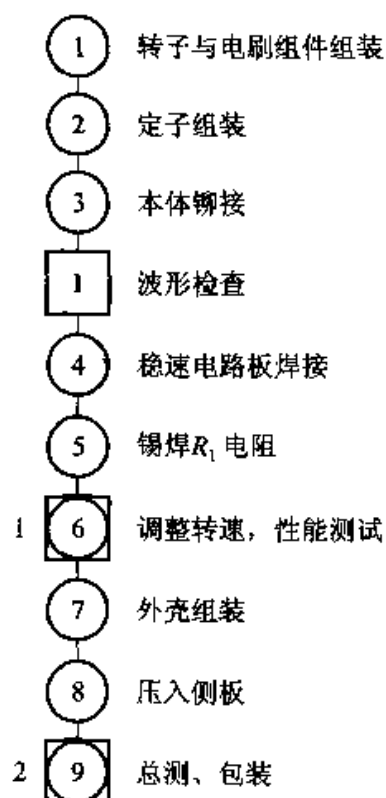 1 转子与电刷组件组装
2 定子组装
3 本体铆接
1 波形检查
4 稳速电路板焊接
5 锡焊R₁电阻
1 6 调整转速，性能测试
7 外壳组装
8 压入侧板
2 9 总测、包装